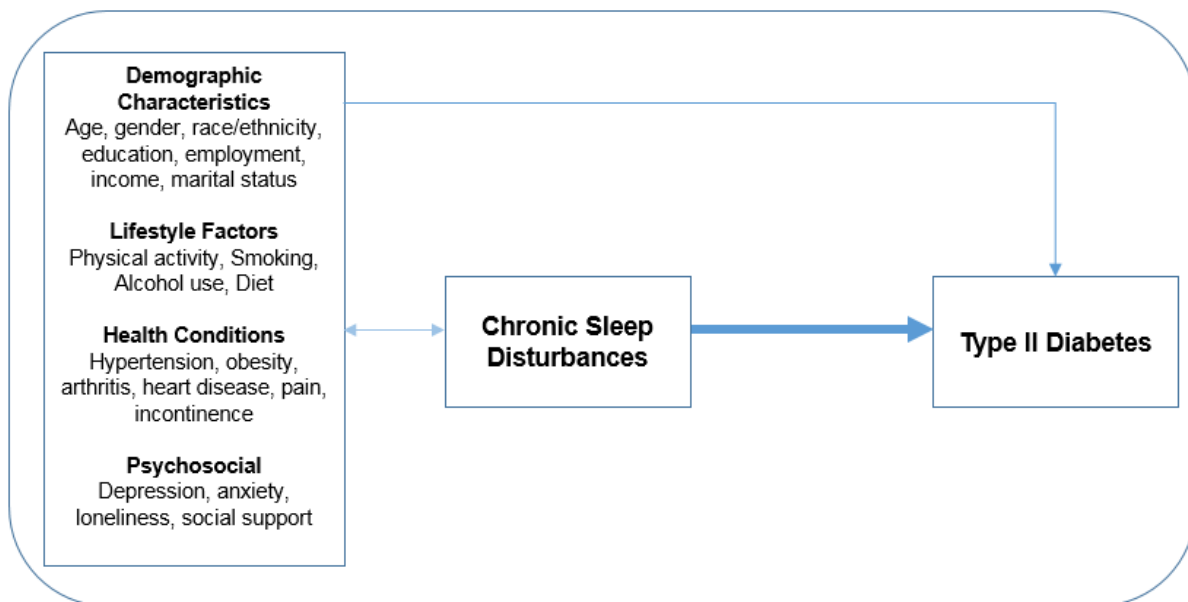 Demographic
Characteristics
Age, gender, race/ethnicity,
education, employment,
income, marital status
Lifestyle Factors
Physical activity, Smoking,
Alcohol use, Diet
Health Conditions
Hypertension, obesity,
arthritis, heart disease, pain,
incontinence
Psychosocial
Depression, anxiety,
loneliness, social support
Chronic Sleep
Disturbances
Type II Diabetes